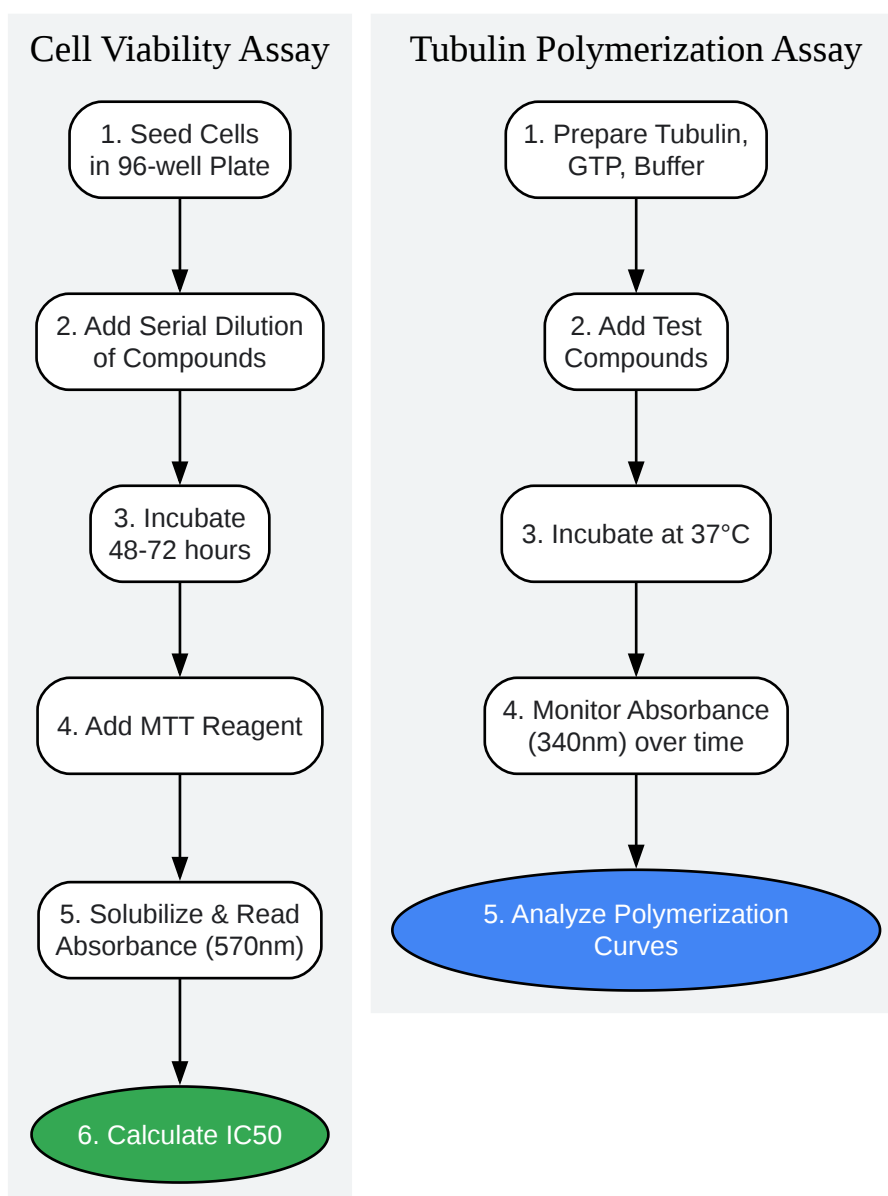 Cell Viability Assay
1. Seed Cells
in 96-well Plate
2. Add Serial Dilution
of Compounds
3. Incubate
48-72 hours
4. Add MTT Reagent
5. Solubilize & Read
Absorbance (570nm)
6. Calculate IC50
Tubulin Polymerization Assay
1. Prepare Tubulin,
GTP, Buffer
2. Add Test
Compounds
3. Incubate at 37°C
4. Monitor Absorbance
(340nm) over time
5. Analyze Polymerization
Curves